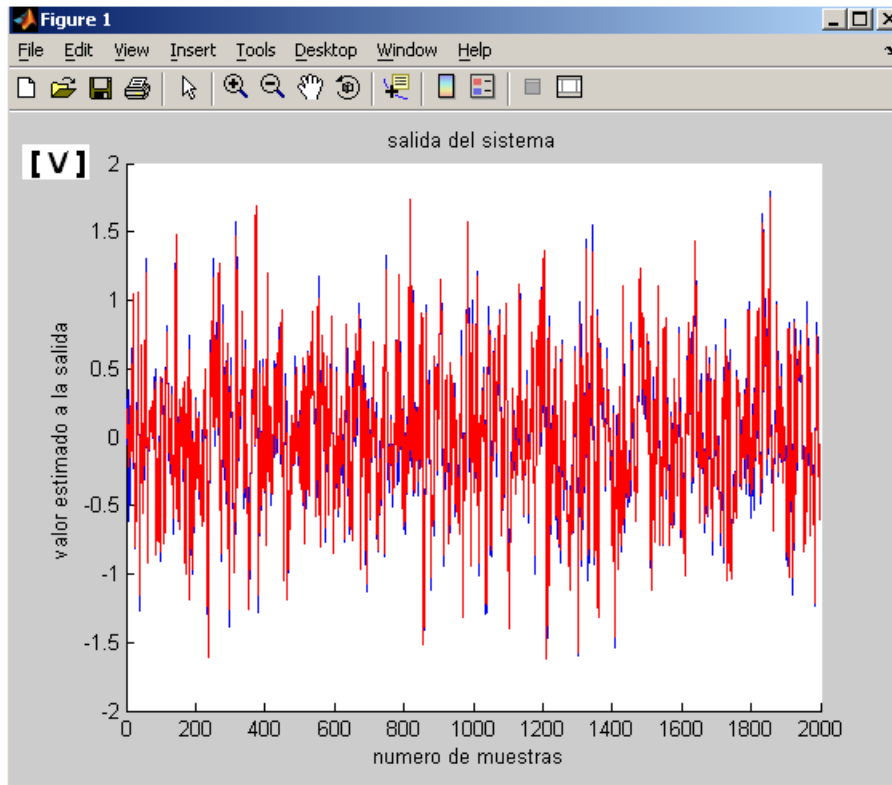 Figure 1
File Edit View Insert Tools Desktop Window Help
salida del sistema
[ V ]
2
1.5
1
0.5
0
-0.5
-1
-1.5
-2
valor estimado a la salida
0 200 400 600 800 1000 1200 1400 1600 1800 2000
numero de muestras